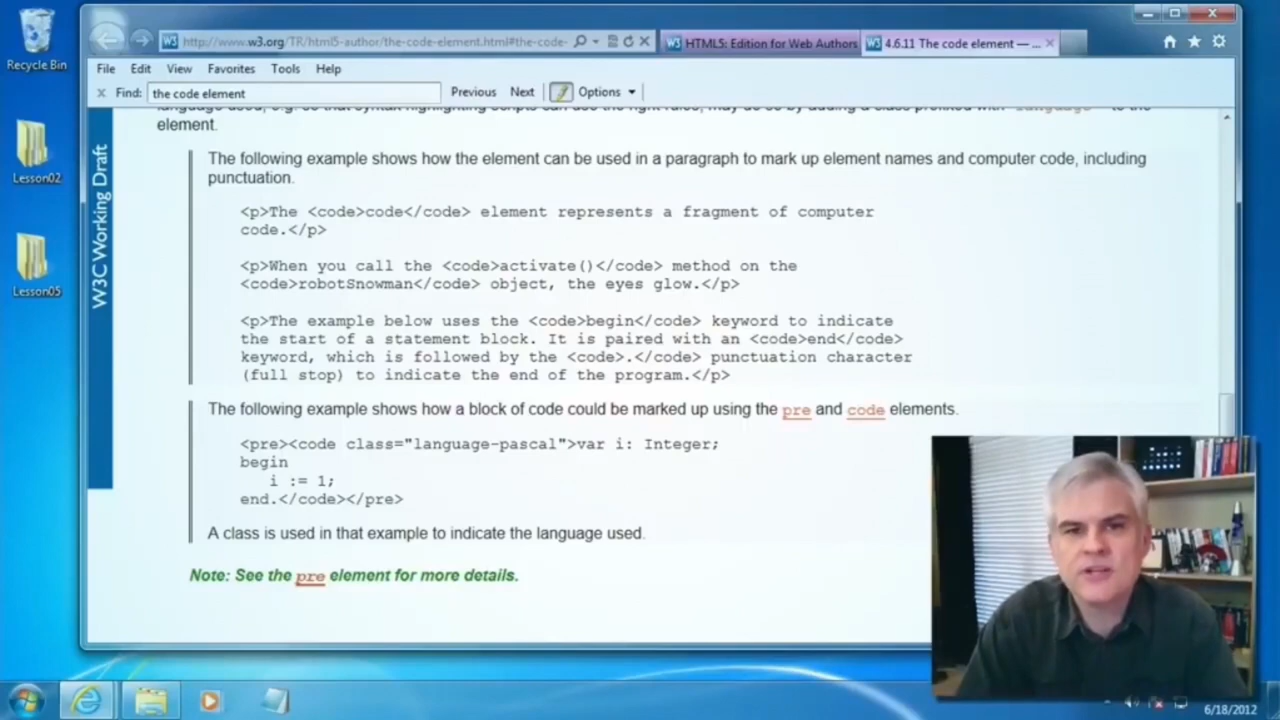 Recycle Bin
Lesson02
Lesson05
http://www.w3.org/TR/html5-author/the-code-element.html#the-code-
HTML5: Edition for Web Authors
4.6.11 The code element — ...
File Edit View Favorites Tools Help
x Find: the code element Previous Next Options
W3C Working Draft
element.
The following example shows how the element can be used in a paragraph to mark up element names and computer code, including
punctuation.
<p>The <code>code</code> element represents a fragment of computer
code.</p>
<p>When you call the <code>activate()</code> method on the
<code>robotSnowman</code> object, the eyes glow.</p>
<p>The example below uses the <code>begin</code> keyword to indicate
the start of a statement block. It is paired with an <code>end</code>
keyword, which is followed by the <code>.</code> punctuation character
(full stop) to indicate the end of the program.</p>
The following example shows how a block of code could be marked up using the pre and code elements.
<pre><code class="language-pascal">var i: Integer;
begin
i := 1;
end.</code></pre>
A class is used in that example to indicate the language used.
Note: See the pre element for more details.
6/18/2012